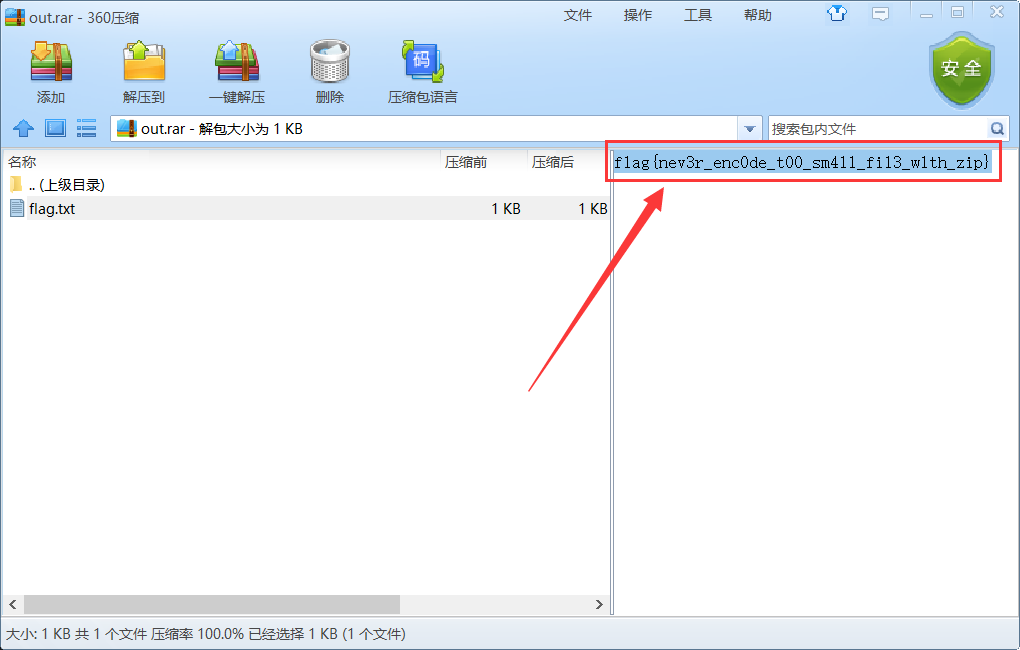 out.rar - 360压缩
文件 操作 工具 帮助
添加 解压到 一键解压 删除 码 压缩包语言 安全
out.rar - 解包大小为 1 KB 搜索包内文件
名称 压缩前 压缩后
flag{nev3r_enc0de_t00_sm4ll_fil3_w1th_zip}
.. (上级目录)
flag.txt 1 KB 1 KB
大小: 1 KB 共 1 个文件 压缩率 100.0% 已经选择 1 KB (1 个文件)